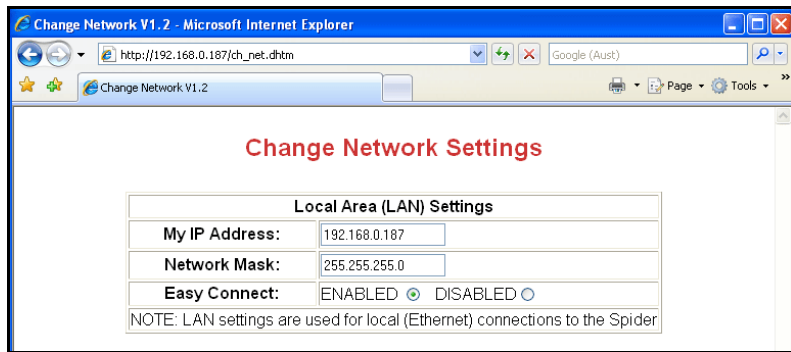 Change Network V1.2 - Microsoft Internet Explorer
http://192.168.0.187/ch_net.dhtm
Google (Aust)
Change Network V1.2
Page
Tools
»
Change Network Settings
Local Area (LAN) Settings
My IP Address: 192.168.0.187
Network Mask: 255.255.255.0
Easy Connect: ENABLED DISABLED
NOTE: LAN settings are used for local (Ethernet) connections to the Spider